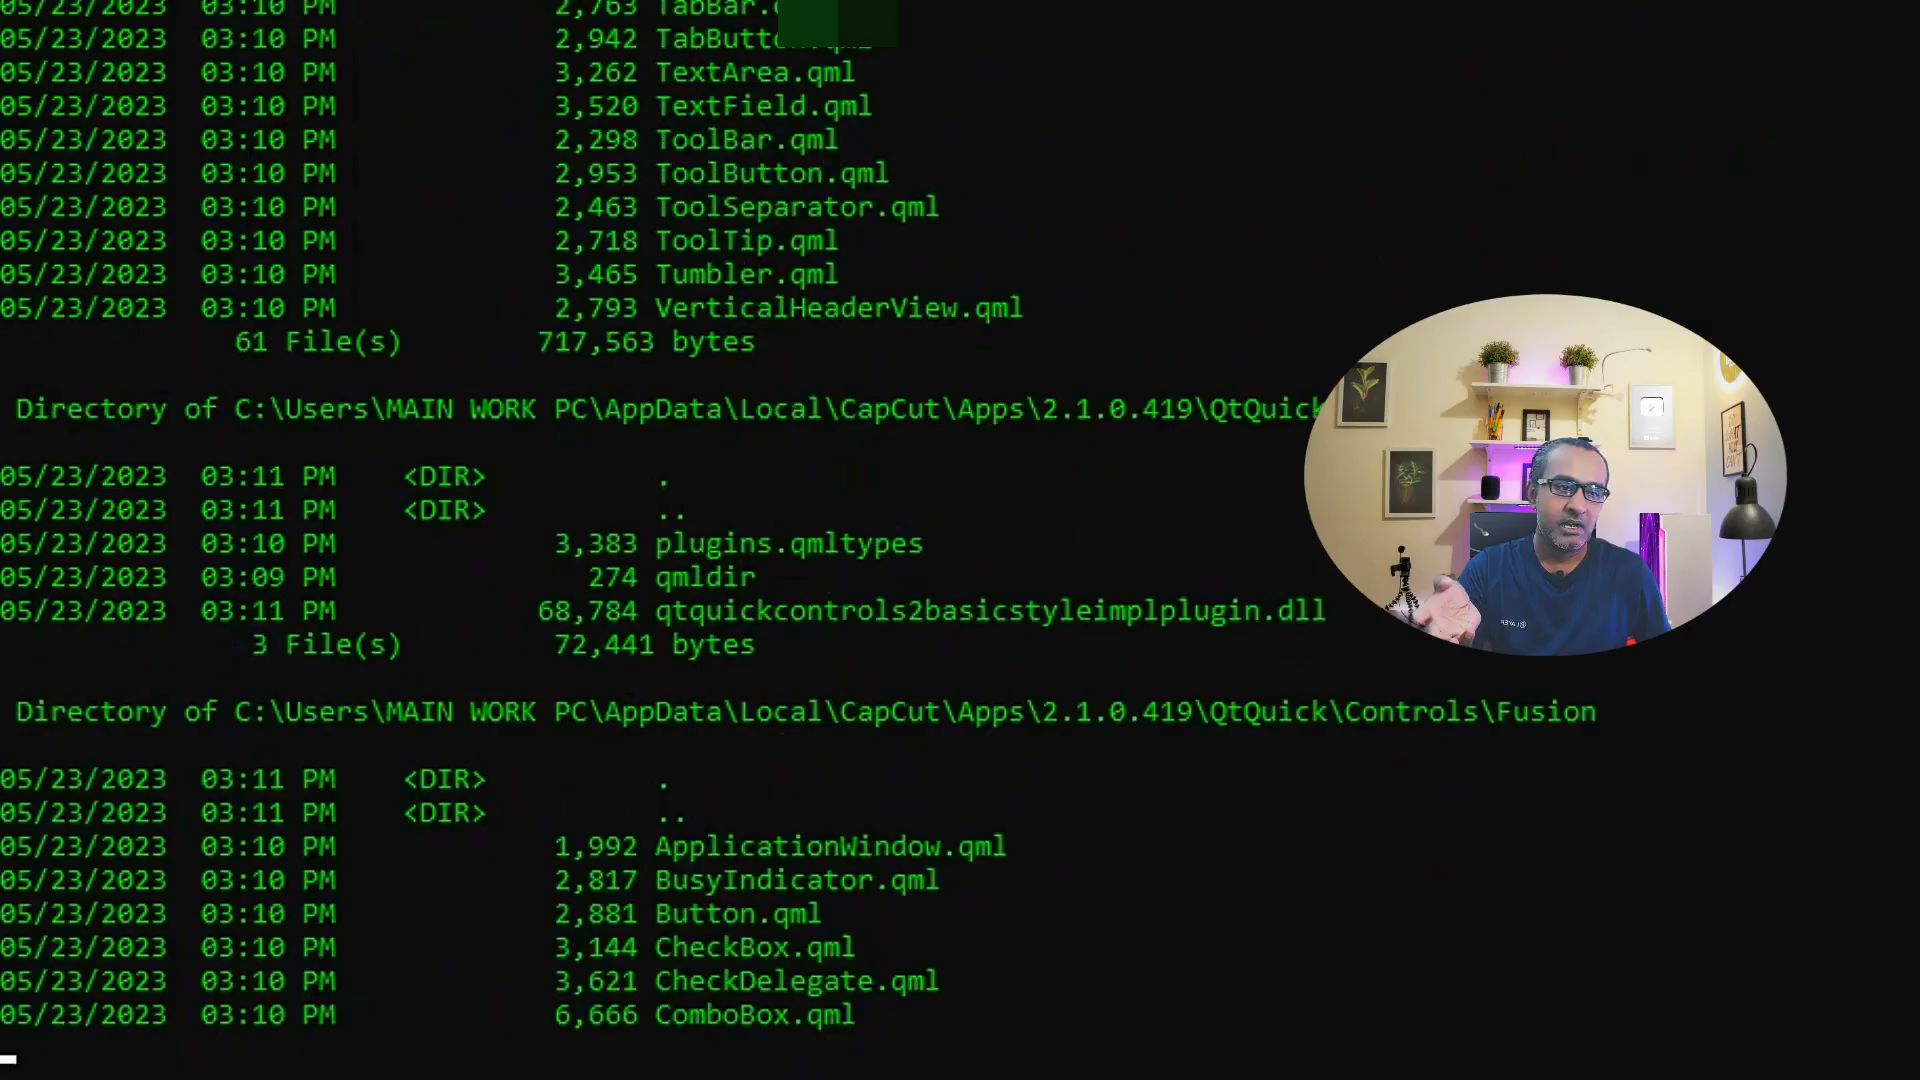 05/23/2023  03:10 PM             2,763 TabBar.
05/23/2023  03:10 PM             2,942 TabButton.qml
05/23/2023  03:10 PM             3,262 TextArea.qml
05/23/2023  03:10 PM             3,520 TextField.qml
05/23/2023  03:10 PM             2,298 ToolBar.qml
05/23/2023  03:10 PM             2,953 ToolButton.qml
05/23/2023  03:10 PM             2,463 ToolSeparator.qml
05/23/2023  03:10 PM             2,718 ToolTip.qml
05/23/2023  03:10 PM             3,465 Tumbler.qml
05/23/2023  03:10 PM             2,793 VerticalHeaderView.qml
61 File(s)        717,563 bytes
Directory of C:\Users\MAIN WORK PC\AppData\Local\CapCut\Apps\2.1.0.419\QtQuick
05/23/2023  03:11 PM    <DIR>          .
05/23/2023  03:11 PM    <DIR>          ..
05/23/2023  03:10 PM             3,383 plugins.qmltypes
05/23/2023  03:09 PM               274 qmldir
05/23/2023  03:11 PM            68,784 qtquickcontrols2basicstyleimplplugin.dll
3 File(s)         72,441 bytes
Directory of C:\Users\MAIN WORK PC\AppData\Local\CapCut\Apps\2.1.0.419\QtQuick\Controls\Fusion
05/23/2023  03:11 PM    <DIR>          .
05/23/2023  03:11 PM    <DIR>          ..
05/23/2023  03:10 PM             1,992 ApplicationWindow.qml
05/23/2023  03:10 PM             2,817 BusyIndicator.qml
05/23/2023  03:10 PM             2,881 Button.qml
05/23/2023  03:10 PM             3,144 CheckBox.qml
05/23/2023  03:10 PM             3,621 CheckDelegate.qml
05/23/2023  03:10 PM             6,666 ComboBox.qml